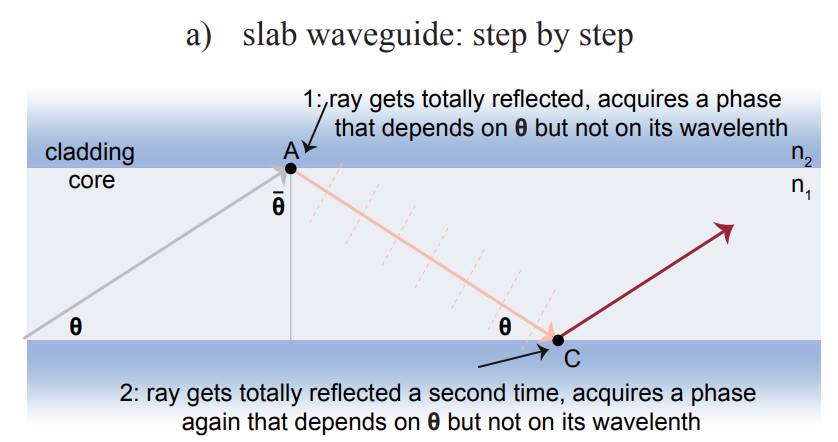 a) slab waveguide: step by step
1: ray gets totally reflected, acquires a phase
that depends on θ but not on its wavelenth
cladding
A
n₂
core
n₁
θ̄
θ
θ
C
2: ray gets totally reflected a second time, acquires a phase
again that depends on θ but not on its wavelenth